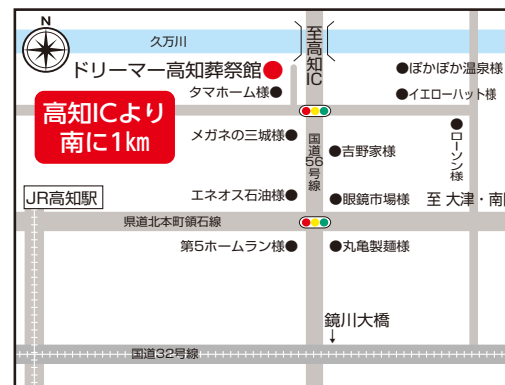 N
久万川
至高知IC
ドリーマー高知葬祭館
ぽかぽか温泉様
タマホーム様
イエローハット様
高知ICより
南に1km
メガネの三城様
国道56号線
吉野家様
ローソン様
JR高知駅
エネオス石油様
眼鏡市場様
至 大津・南国
県道北本町領石線
第5ホームラン様
丸亀製麺様
鏡川大橋
国道32号線